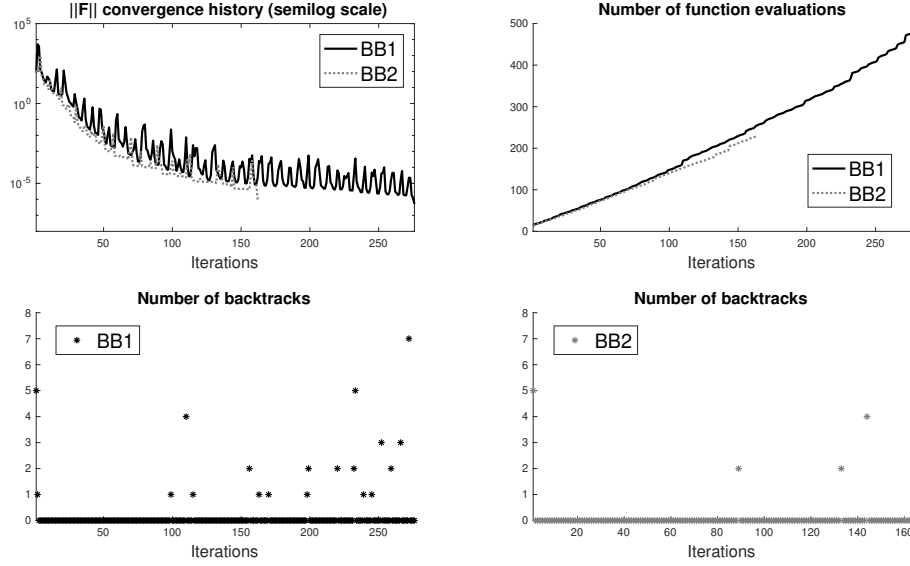 ||F|| convergence history (semilog scale)
10^5
10^0
10^-5
50 100 150 200 250
Iterations
BB1
BB2
Number of function evaluations
500
400
300
200
100
0
50 100 150 200 250
Iterations
BB1
BB2
Number of backtracks
8
7
6
5
4
3
2
1
0
50 100 150 200 250
Iterations
BB1
Number of backtracks
8
7
6
5
4
3
2
1
0
20 40 60 80 100 120 140 160
Iterations
BB2